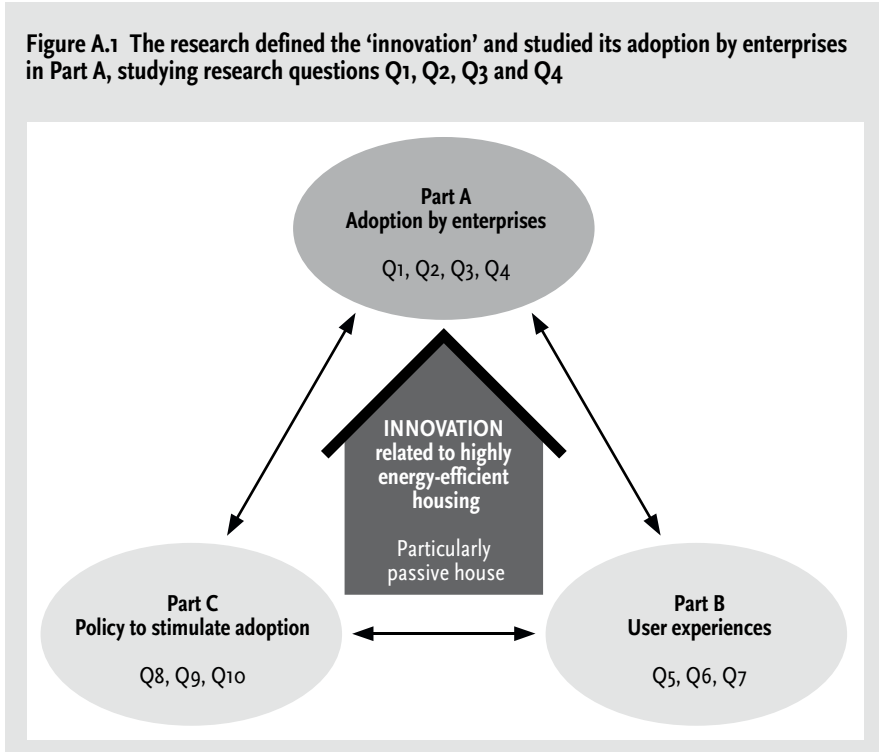 Figure A.1 The research defined the ‘innovation’ and studied its adoption by enterprises
in Part A, studying research questions Q1, Q2, Q3 and Q4
Part A
Adoption by enterprises
Q1, Q2, Q3, Q4
INNOVATION
related to highly
energy-efficient
housing
Particularly
passive house
Part C
Policy to stimulate adoption
Q8, Q9, Q10
Part B
User experiences
Q5, Q6, Q7